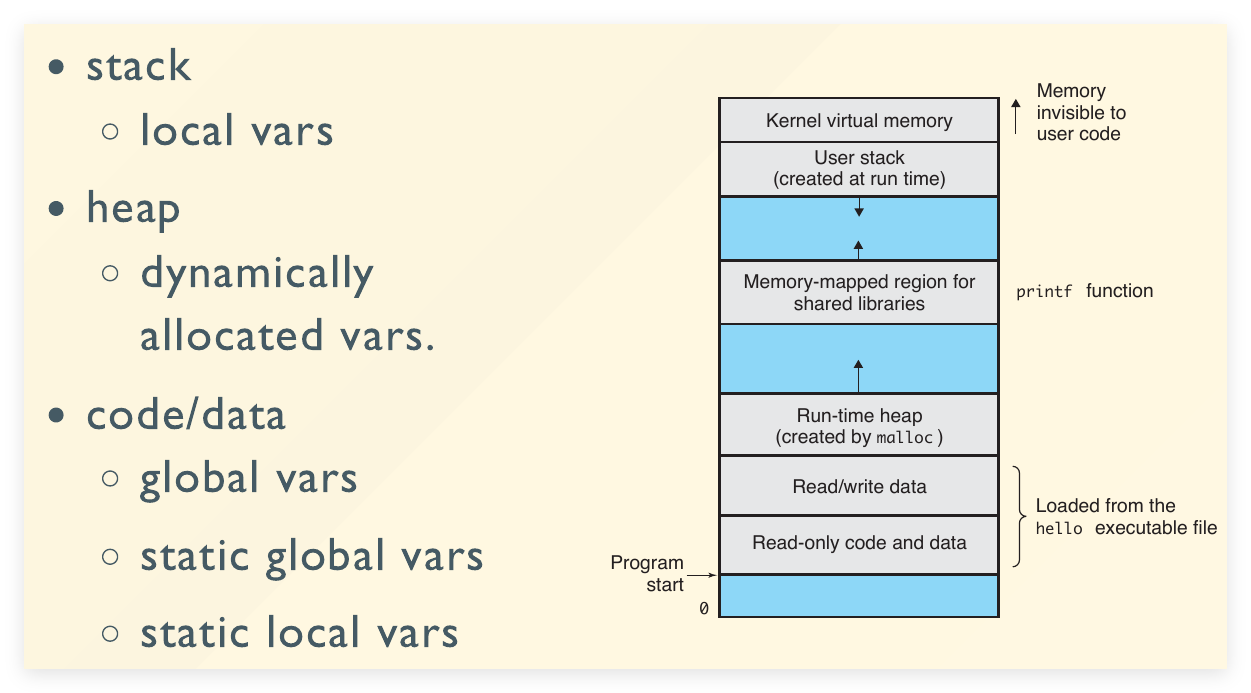 • stack
○ local vars
• heap
○ dynamically
allocated vars.
• code/data
○ global vars
○ static global vars
○ static local vars
Memory
invisible to
user code
Kernel virtual memory
User stack
(created at run time)
Memory-mapped region for
shared libraries
printf function
Run-time heap
(created by malloc)
Read/write data
Read-only code and data
Loaded from the
hello executable file
Program
start
0